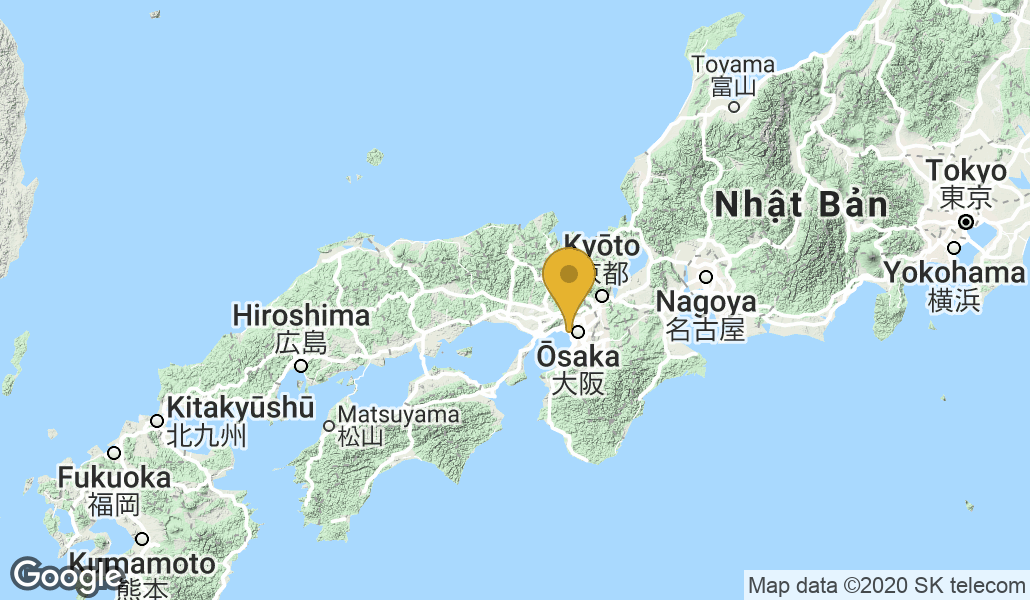 Toyama
富山
Tokyo
東京
Nhật Bản
Kyōto
京都
Yokohama
横浜
Nagoya
名古屋
Hiroshima
広島
Ōsaka
大阪
Kitakyūshū
北九州
Matsuyama
松山
Fukuoka
福岡
Kumamoto
熊本
Google
Map data ©2020 SK telecom